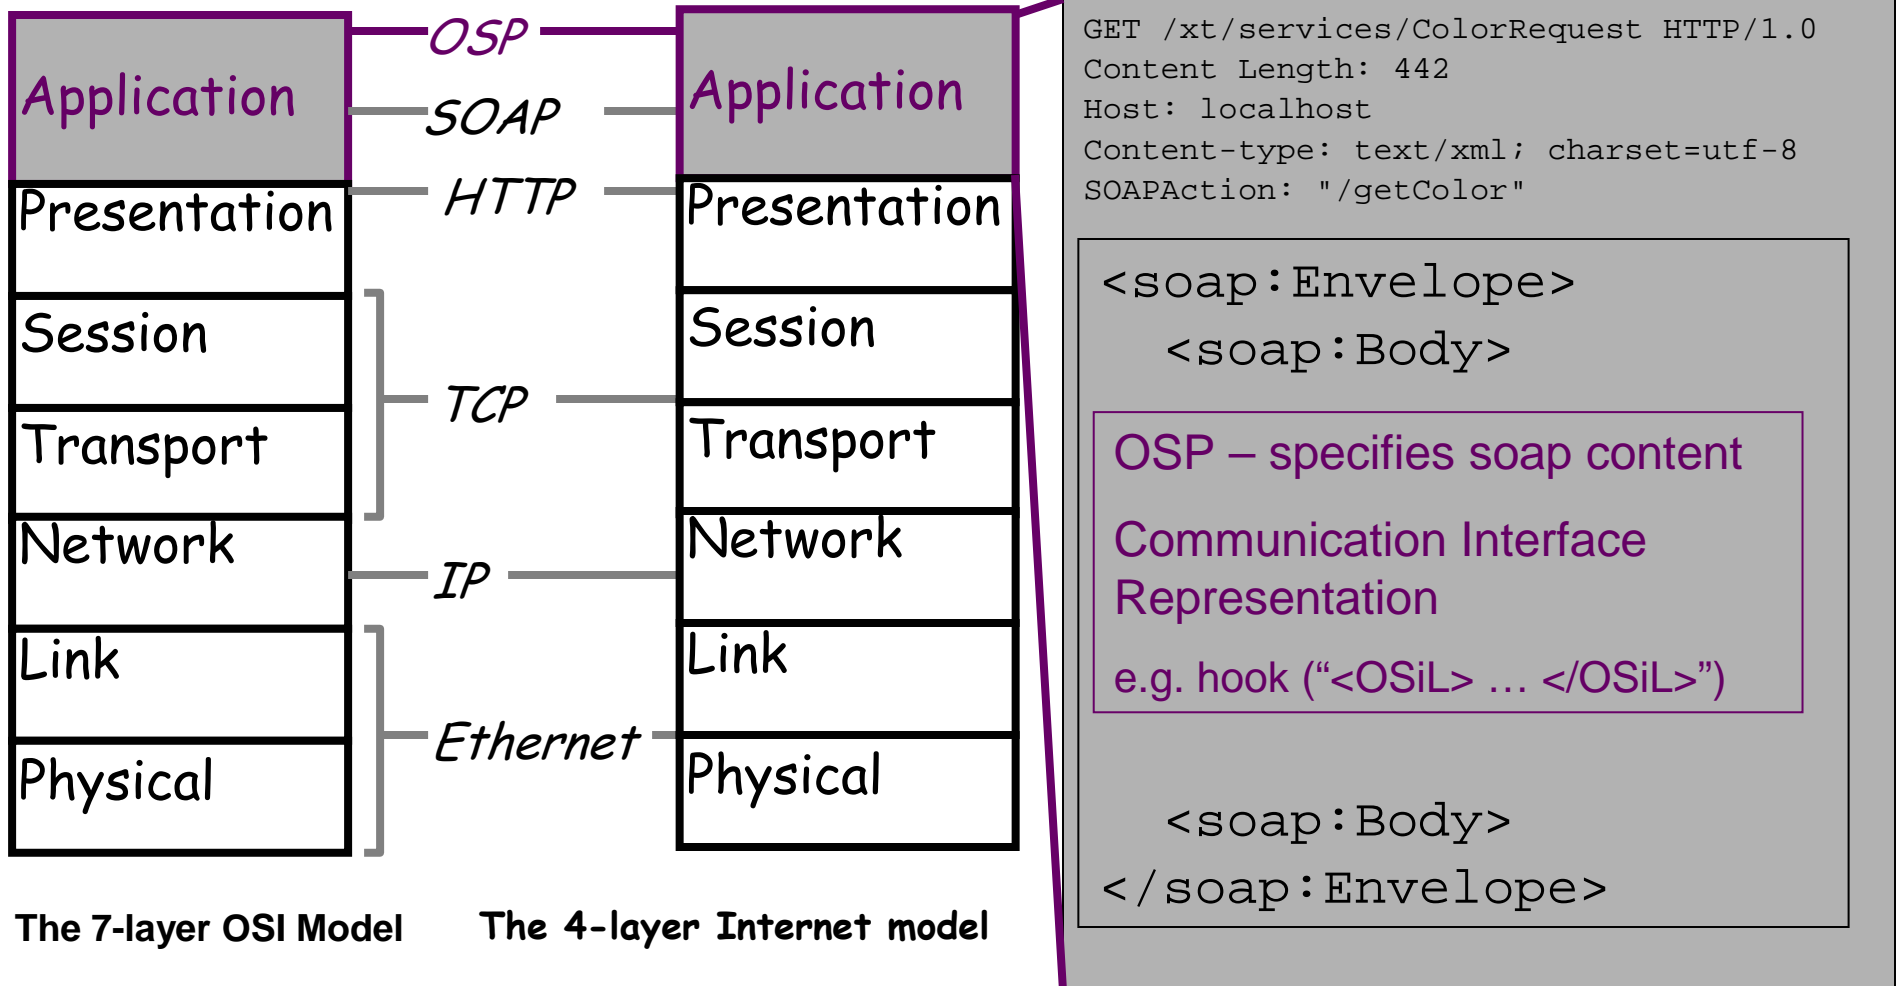 Application
Presentation
Session
Transport
Network
Link
Physical
The 7-layer OSI Model
OSP
SOAP
HTTP
TCP
IP
Ethernet
The 4-layer Internet model
Application
Presentation
Session
Transport
Network
Link
Physical
GET /xt/services/ColorRequest HTTP/1.0
Content Length: 442
Host: localhost
Content-type: text/xml; charset=utf-8
SOAPAction: "/getColor"
<soap:Envelope>
<soap:Body>
OSP – specifies soap content
Communication Interface
Representation
e.g. hook (“<OSiL> … </OSiL>”)
<soap:Body>
</soap:Envelope>